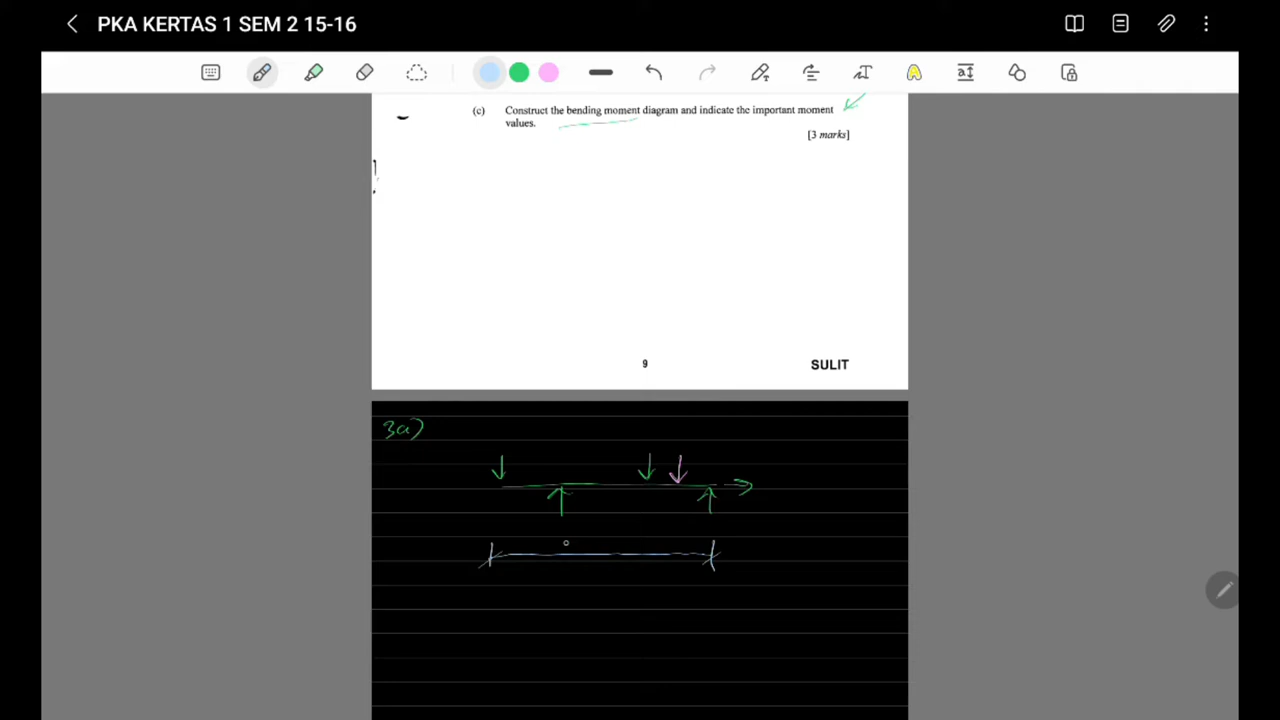 PKA KERTAS 1 SEM 2 15-16
(c) Construct the bending moment diagram and indicate the important moment
values.
[3 marks]
9 SULIT
3a)